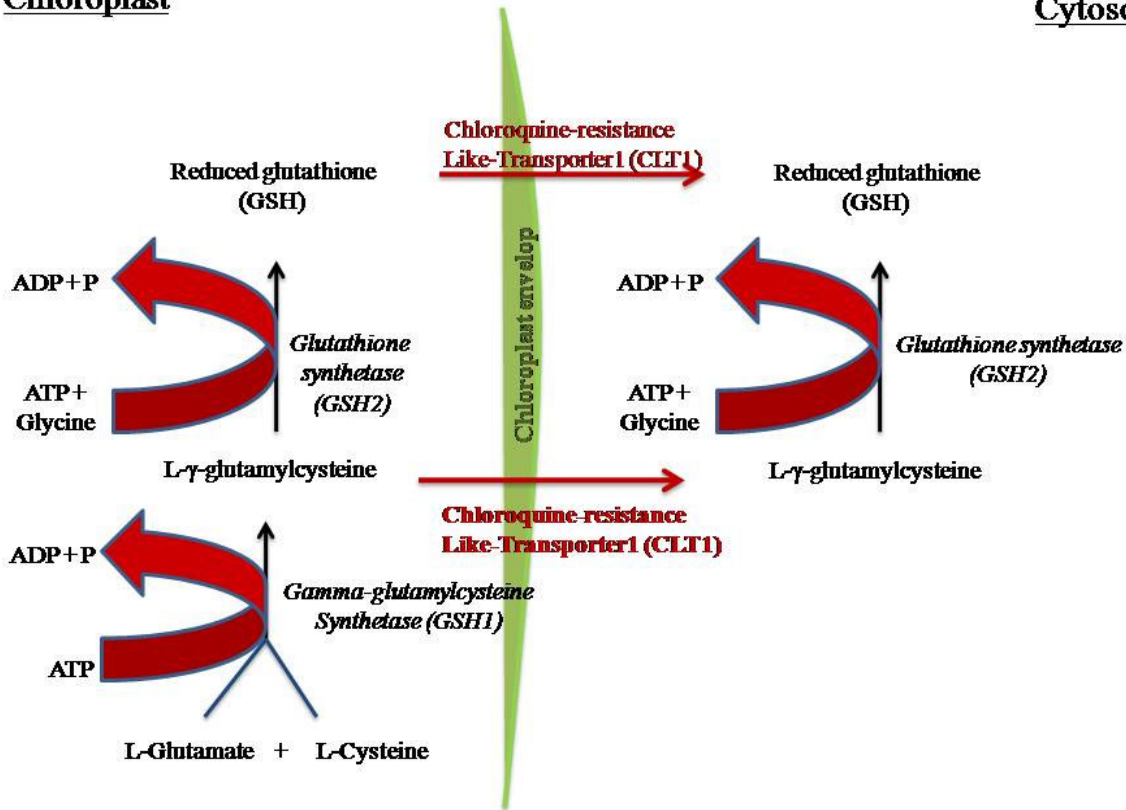 Chloroplast
Cytoso
Chloroquine-resistance
Like-Transporter1 (CLT1)
Reduced glutathione
(GSH)
Reduced glutathione
(GSH)
ADP+P
ADP+P
Chloroplast envelop
Glutathione
synthetase
(GSH2)
Glutathione synthetase
(GSH2)
ATP+
Glycine
ATP+
Glycine
L-γ-glutamylcysteine
L-γ-glutamylcysteine
Chloroquine-resistance
Like-Transporter1 (CLT1)
ADP+P
Gamma-glutamylcysteine
Synthetase (GSH1)
ATP
L-Glutamate + L-Cysteine